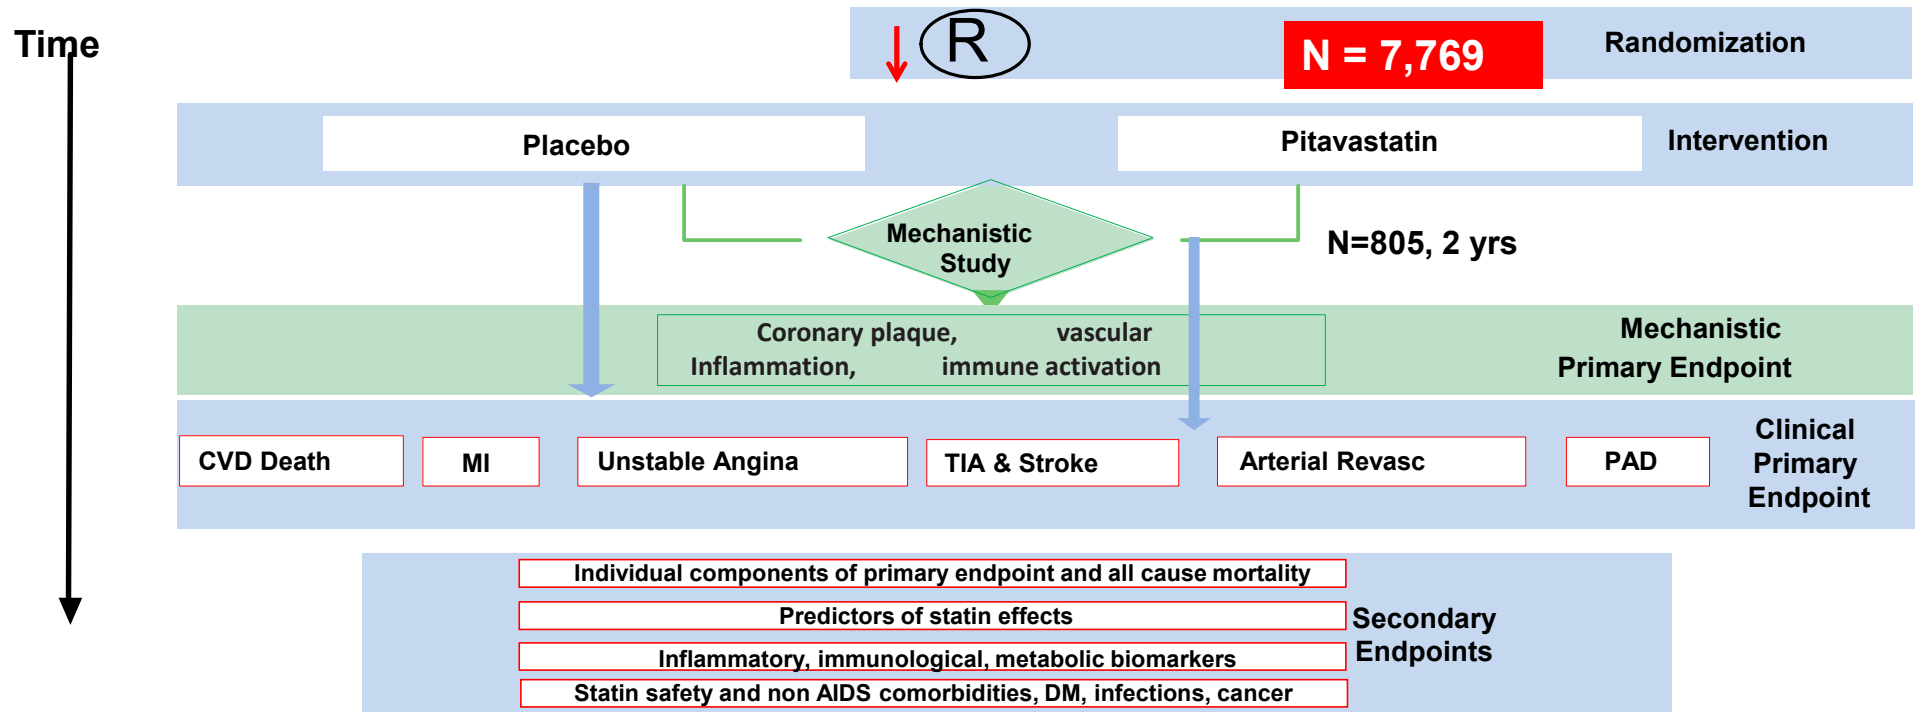 Time
R
N = 7,769
Randomization
Placebo
Pitavastatin
Intervention
Mechanistic
Study
N=805, 2 yrs
Coronary plaque, vascular
Inflammation, immune activation
Mechanistic
Primary Endpoint
CVD Death
MI
Unstable Angina
TIA & Stroke
Arterial Revasc
PAD
Clinical
Primary
Endpoint
Individual components of primary endpoint and all cause mortality
Predictors of statin effects
Inflammatory, immunological, metabolic biomarkers
Statin safety and non AIDS comorbidities, DM, infections, cancer
Secondary
Endpoints